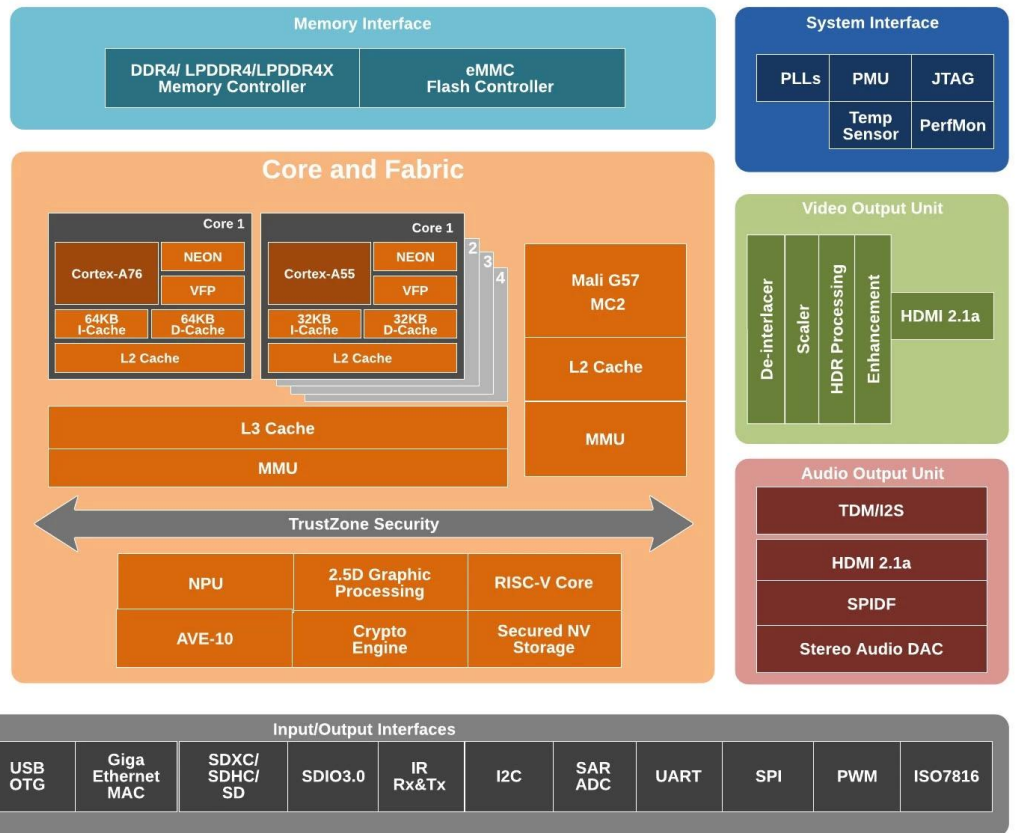 Memory Interface
DDR4/ LPDDR4/LPDDR4X
Memory Controller
eMMC
Flash Controller
System Interface
PLLs
PMU
JTAG
Temp
Sensor
PerfMon
Core and Fabric
Core 1
Cortex-A76
NEON
VFP
64KB
I-Cache
64KB
D-Cache
L2 Cache
Core 1
2
3
4
Cortex-A55
NEON
VFP
32KB
I-Cache
32KB
D-Cache
L2 Cache
Mali G57
MC2
L2 Cache
MMU
L3 Cache
MMU
TrustZone Security
NPU
2.5D Graphic
Processing
RISC-V Core
AVE-10
Crypto
Engine
Secured NV
Storage
Video Output Unit
De-interlacer
Scaler
HDR Processing
Enhancement
HDMI 2.1a
Audio Output Unit
TDM/I2S
HDMI 2.1a
SPIDF
Stereo Audio DAC
Input/Output Interfaces
USB
OTG
Giga
Ethernet
MAC
SDXC/
SDHC/
SD
SDIO3.0
IR
Rx&Tx
I2C
SAR
ADC
UART
SPI
PWM
ISO7816